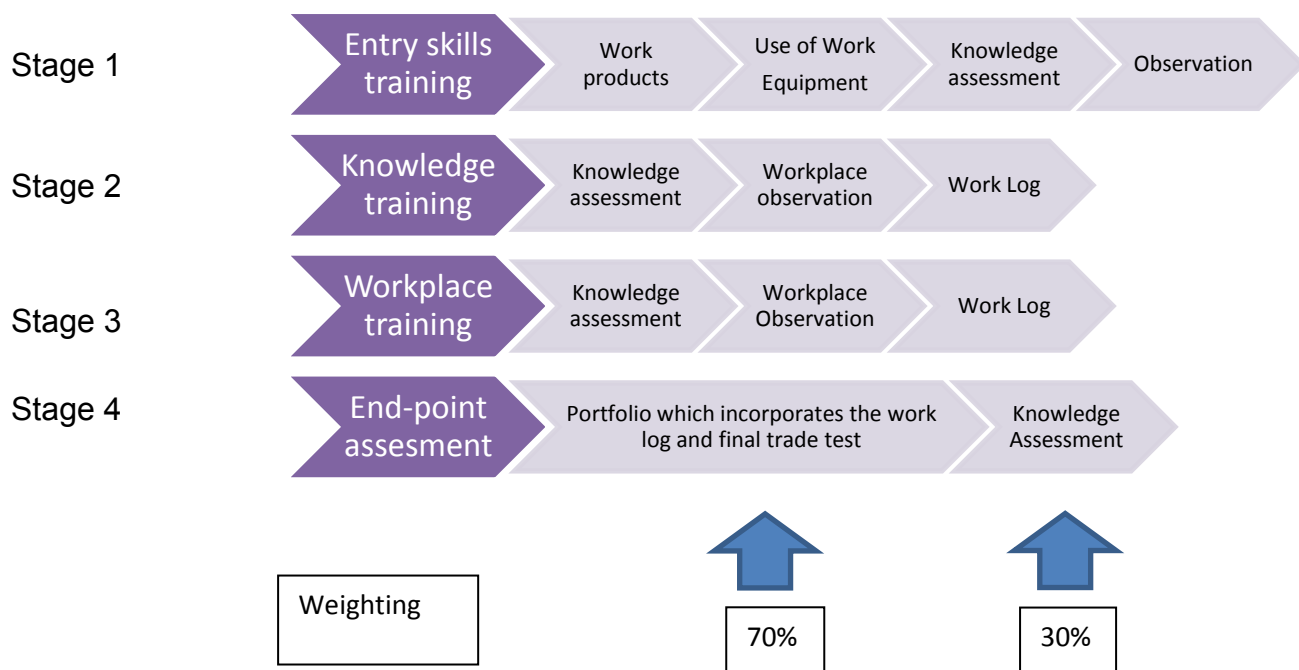 Stage 1
Entry skills
training
Work
products
Use of Work
Equipment
Knowledge
assessment
Observation
Stage 2
Knowledge
training
Knowledge
assessment
Workplace
observation
Work Log
Stage 3
Workplace
training
Knowledge
assessment
Workplace
Observation
Work Log
Stage 4
End-point
assesment
Portfolio which incorporates the work
log and final trade test
Knowledge
Assessment
Weighting
70%
30%